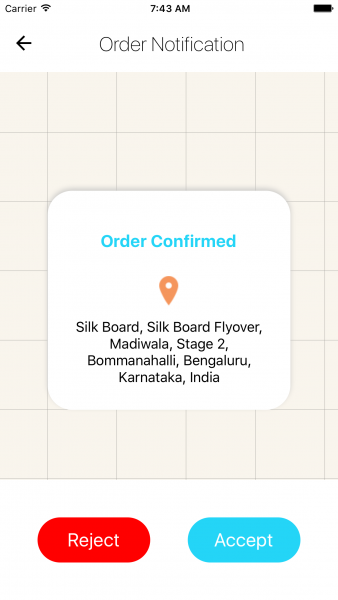 Carrier 7:43 AM
Order Notification
Order Confirmed
Silk Board, Silk Board Flyover,
Madiwala, Stage 2,
Bommanahalli, Bengaluru,
Karnataka, India
Reject Accept